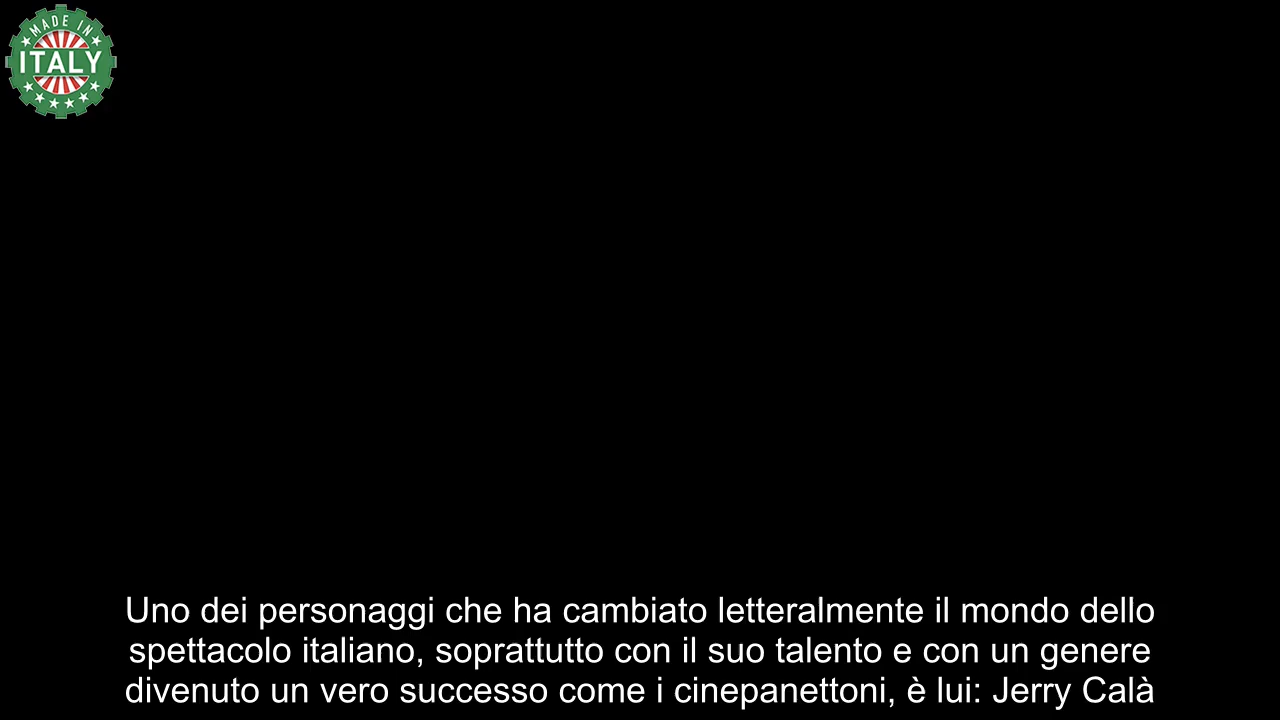 MADE IN
ITALY
Uno dei personaggi che ha cambiato letteralmente il mondo dello
spettacolo italiano, soprattutto con il suo talento e con un genere
divenuto un vero successo come i cinepanettoni, è lui: Jerry Calà